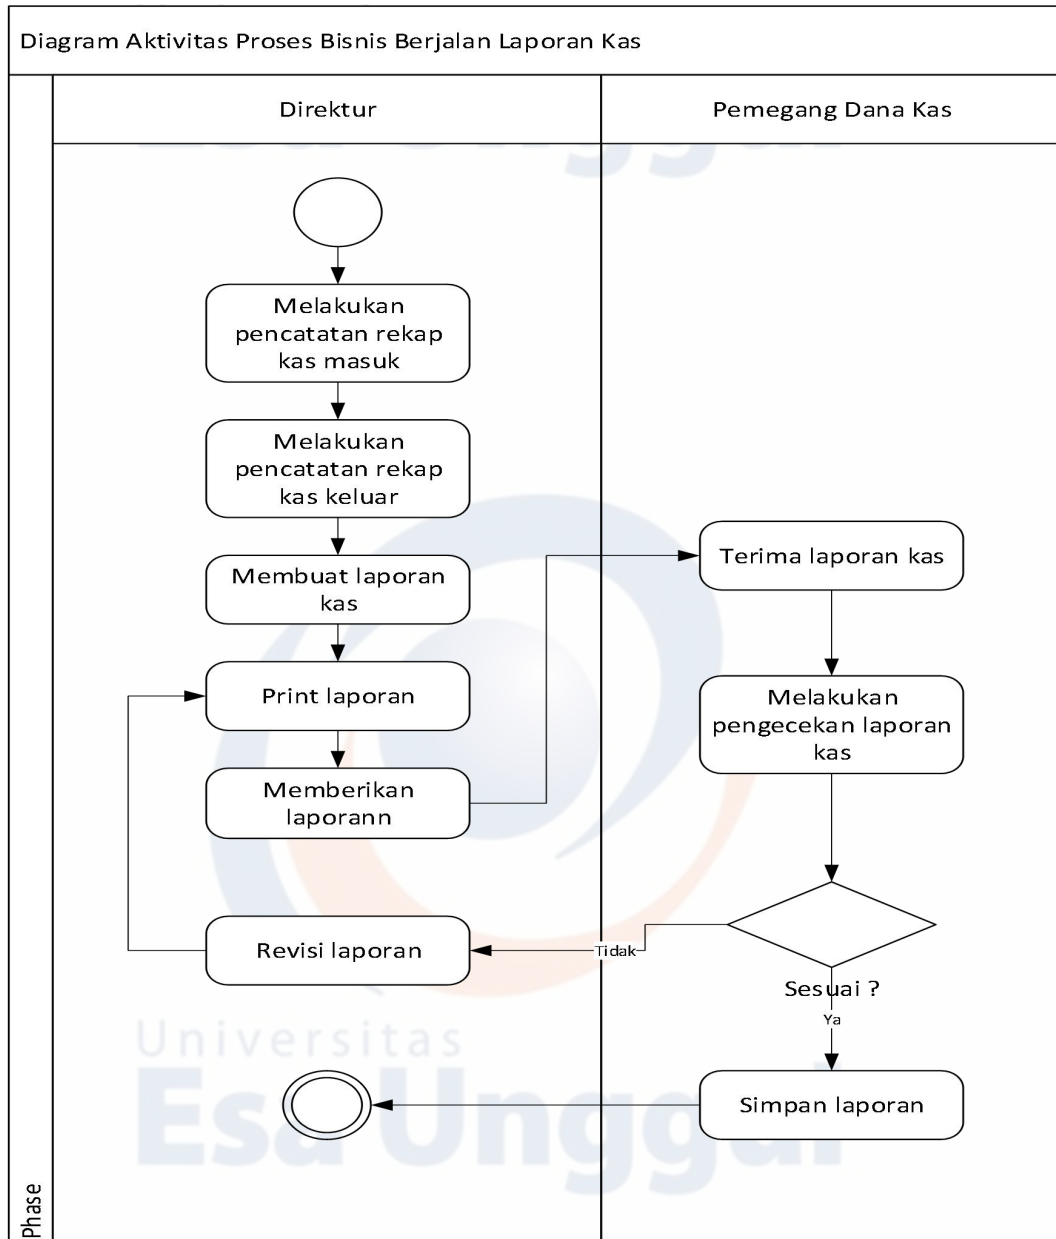 Diagram Aktivitas Proses Bisnis Berjalan Laporan Kas
Direktur
Pemegang Dana Kas
Melakukan
pencatatan rekap
kas masuk
Melakukan
pencatatan rekap
kas keluar
Membuat laporan
kas
Print laporan
Memberikan
laporann
Terima laporan kas
Melakukan
pengecekan laporan
kas
Revisi laporan
Tidak
Sesuai ?
Ya
Simpan laporan
Universitas
Esa Unggul
Phase
Esa Unggul